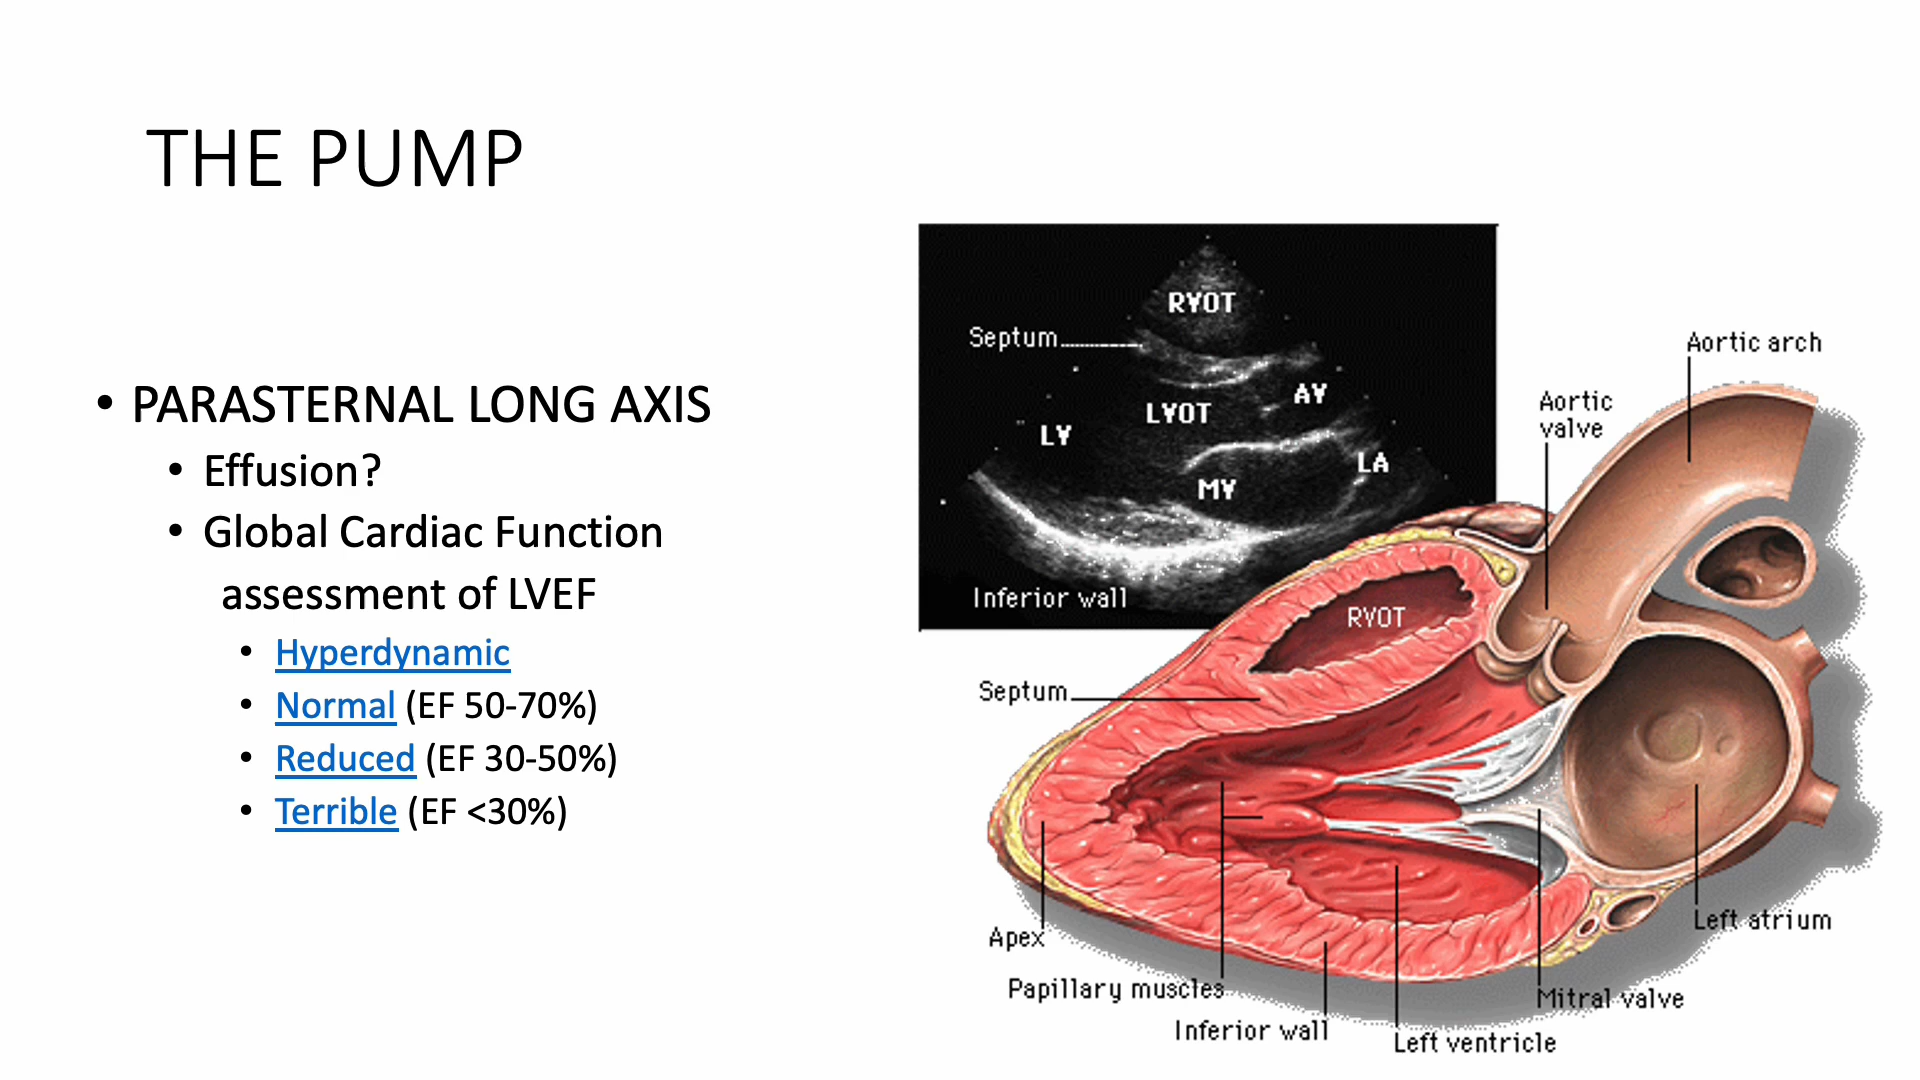 THE PUMP
• PARASTERNAL LONG AXIS
• Effusion?
• Global Cardiac Function
assessment of LVEF
• Hyperdynamic
• Normal (EF 50-70%)
• Reduced (EF 30-50%)
• Terrible (EF <30%)
RVOT
Septum
AV
LVOT
LV
LA
MV
Inferior wall
Aortic arch
Aortic
valve
RVOT
Septum
Apex
Left atrium
Papillary muscles
Mitral valve
Inferior wall
Left ventricle